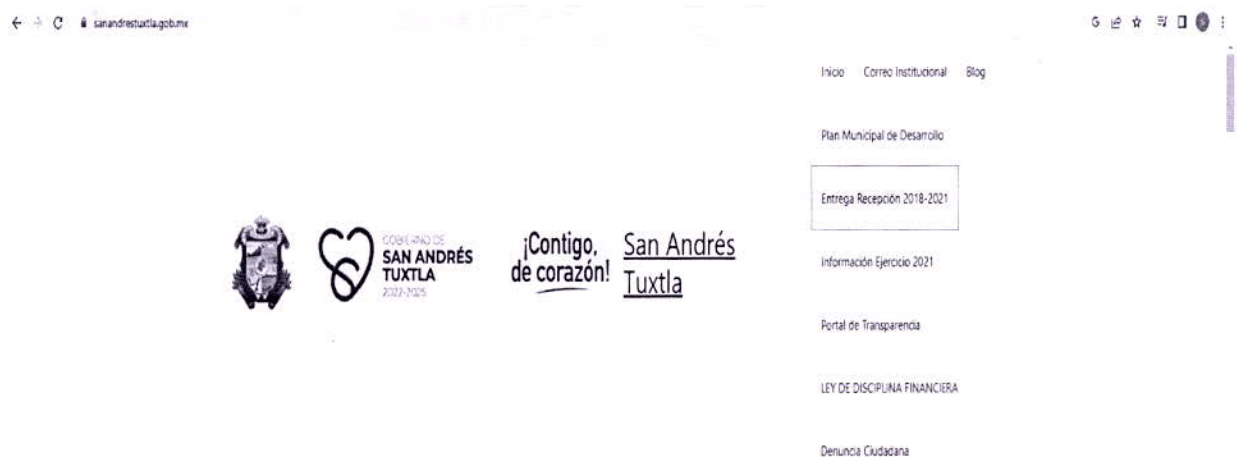 sanandrestuxtla.gob.mx
Inicio Correo Institucional Blog
Plan Municipal de Desarrollo
Entrega Recepción 2018-2021
GOBIERNO DE
SAN ANDRÉS
TUXTLA
2022-2025
¡Contigo,
de corazón!
San Andrés
Tuxtla
Información Ejercicio 2021
Portal de Transparencia
LEY DE DISCIPLINA FINANCIERA
Denuncia Ciudadana